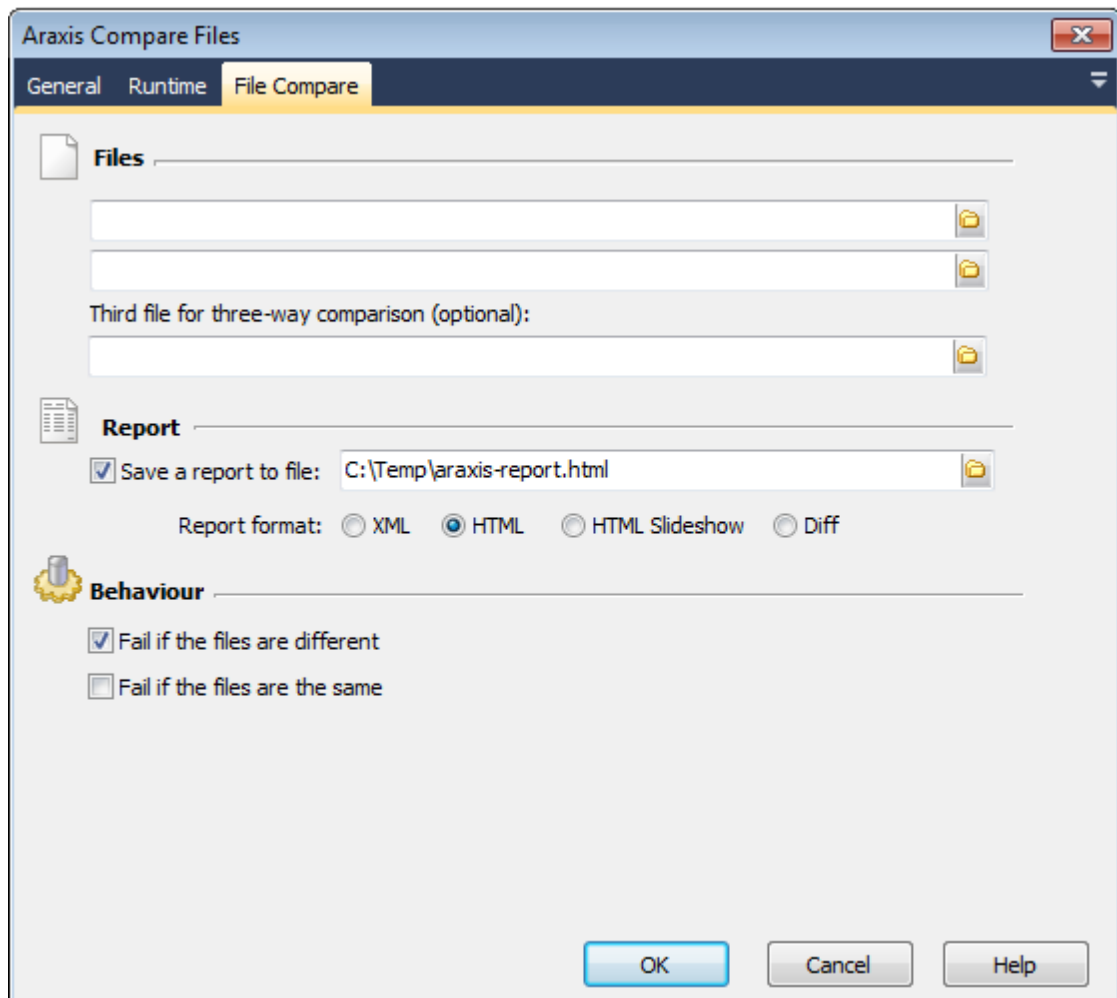 Araxis Compare Files
General Runtime File Compare
Files
Third file for three-way comparison (optional):
Report
Save a report to file: C:\Temp\araxis-report.html
Report format: XML HTML HTML Slideshow Diff
Behaviour
Fail if the files are different
Fail if the files are the same
OK Cancel Help